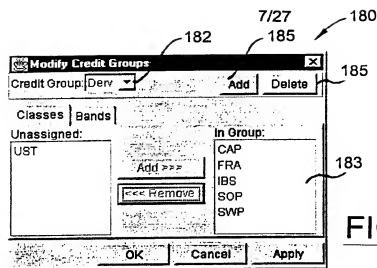 7/27
180
182
185
Modify Credit Groups
Credit Group: Derv
Add
Delete
185
Classes
Bands
Unassigned:
In Group:
UST
CAP
FRA
IBS
SOP
SWP
183
Add >>>
<<< Remove
OK
Cancel
Apply
FI